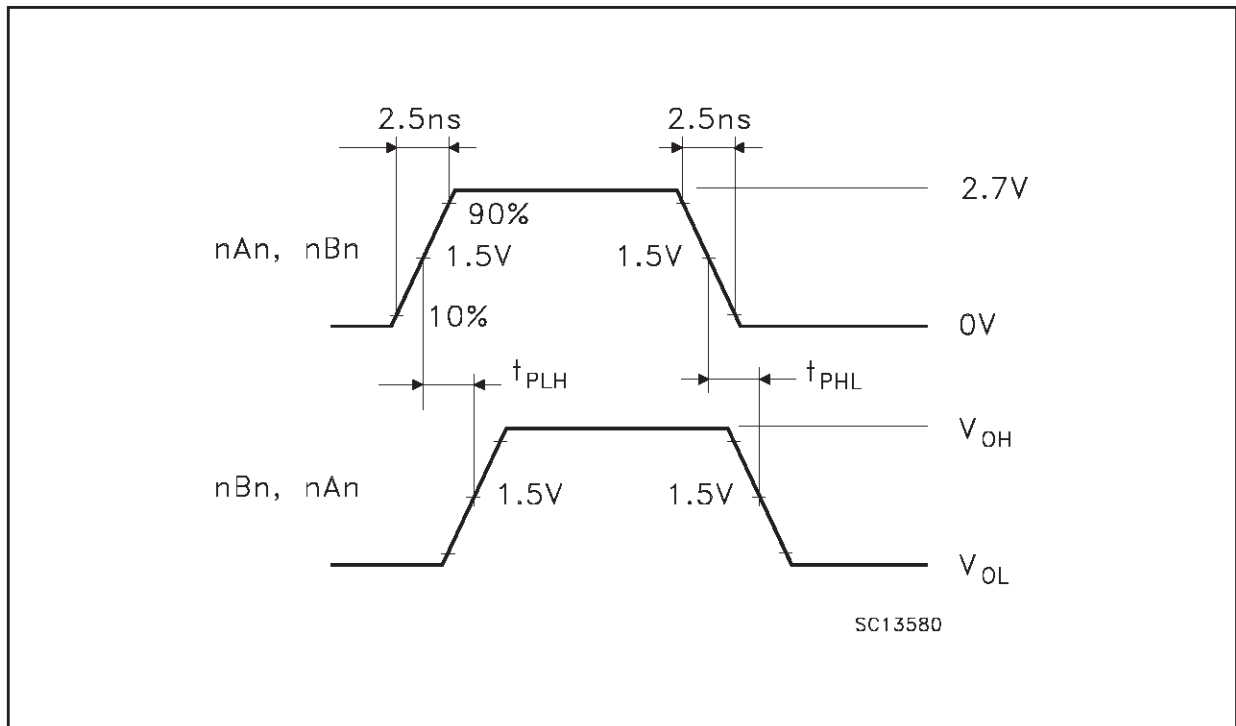 2.5ns 2.5ns
2.7V
90%
nAn, nBn 1.5V 1.5V
10% 0V
tPLH tPHL
VOH
nBn, nAn 1.5V 1.5V
VOL
SC13580